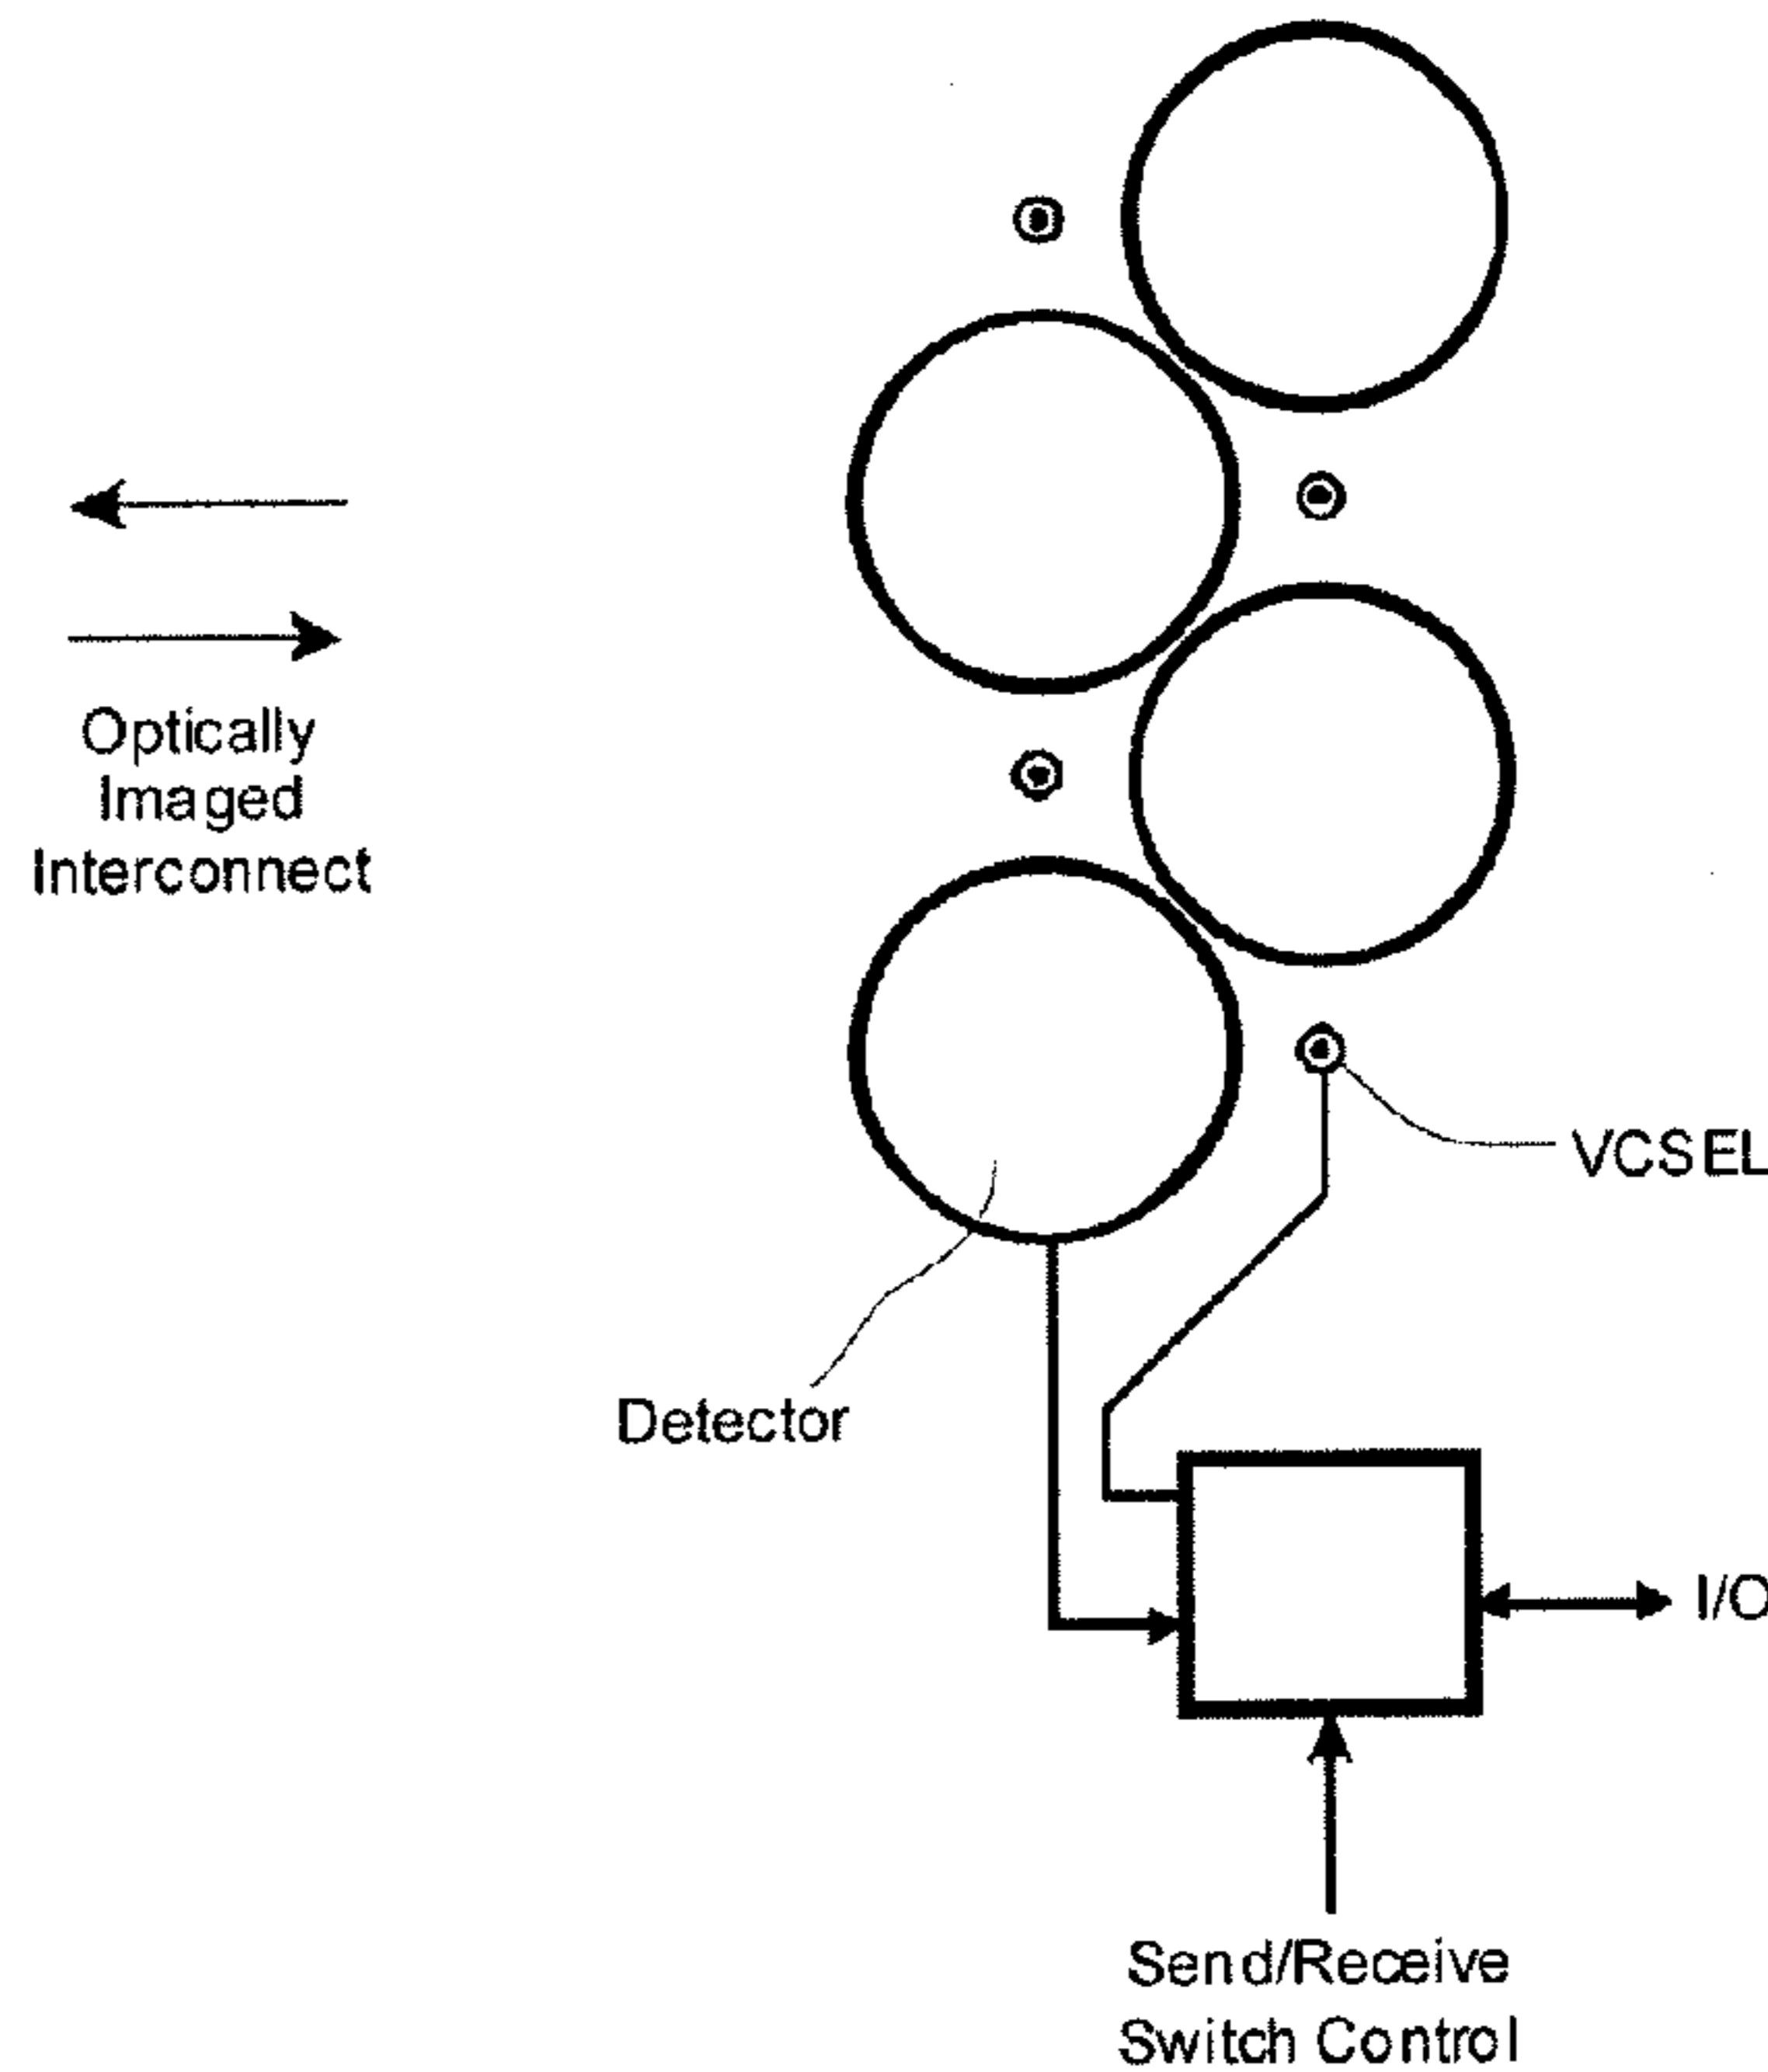 Optically
Imaged
Interconnect
VCSEL
Detector
I/O
Send/Receive
Switch Control